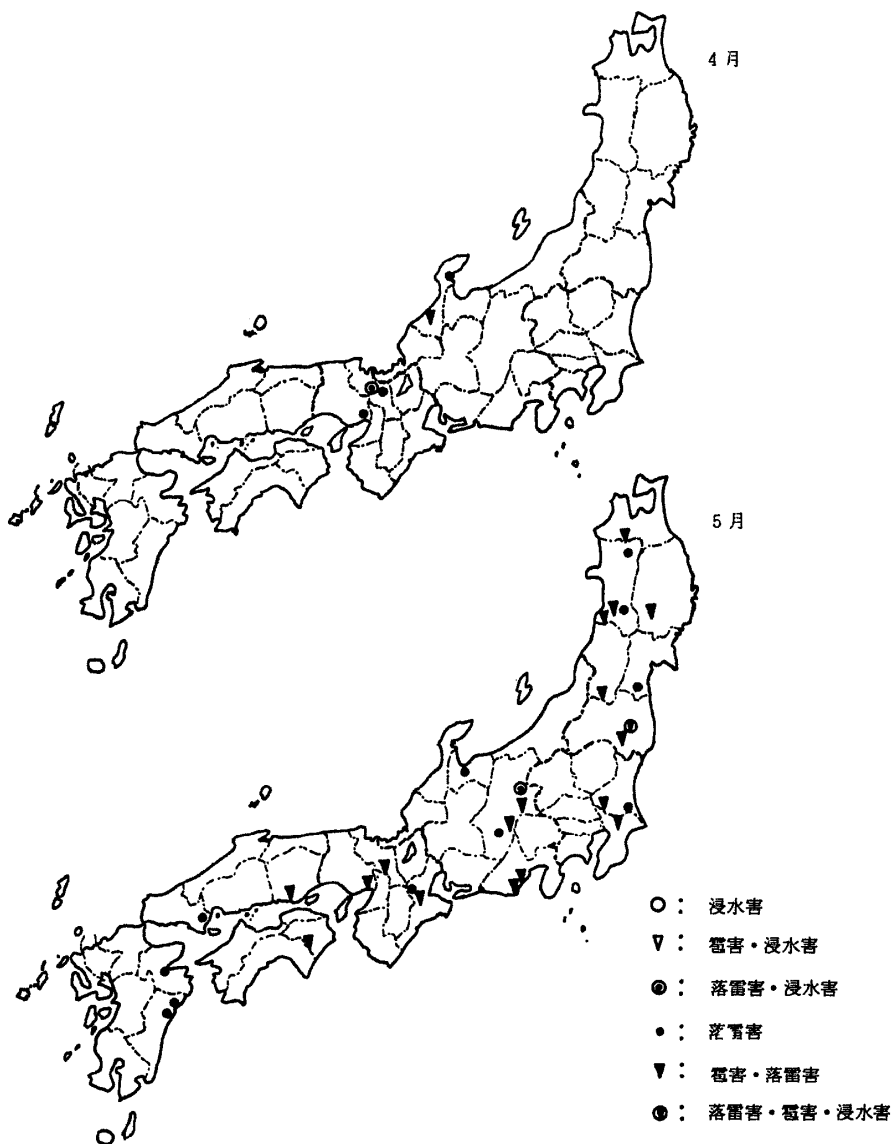 4月
5月
○ : 浸水害
▽ : 雹害・浸水害
◎ : 落雷害・浸水害
● : 落雷害
▼ : 雹害・落雷害
: 落雷害・雹害・浸水害